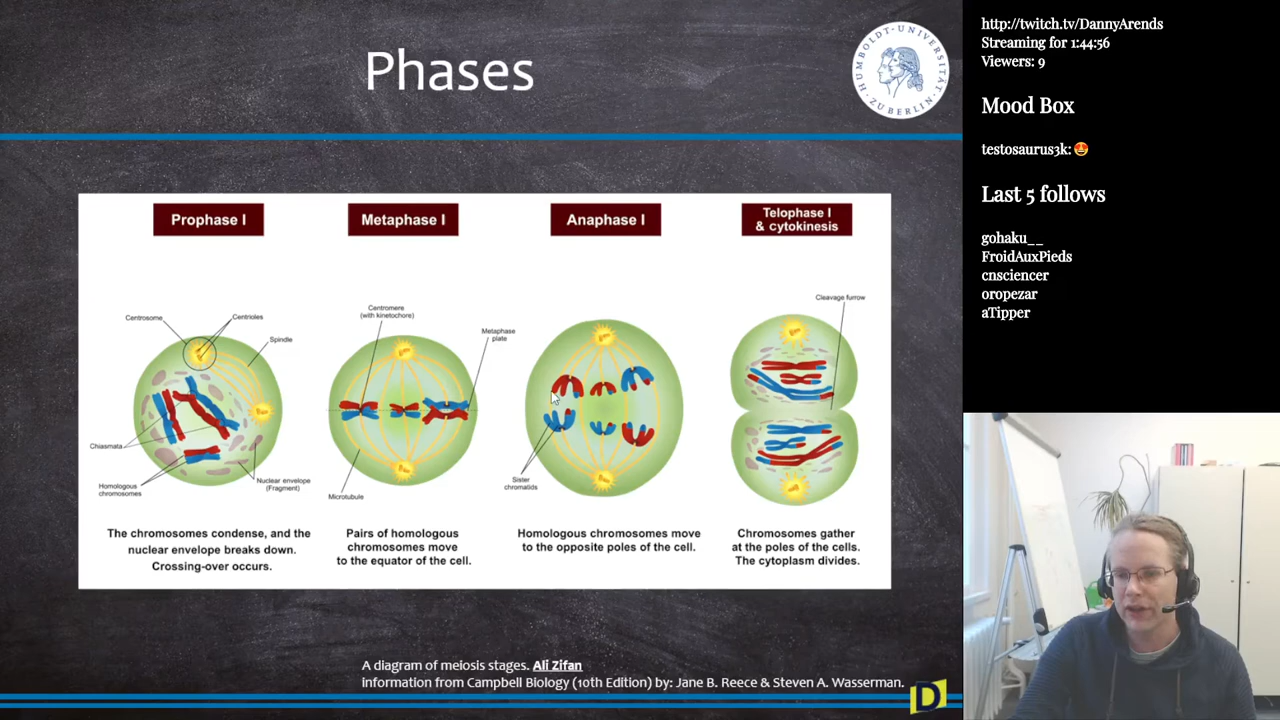 Phases
HUMBOLDT-UNIVERSITÄT
ZU BERLIN
Prophase I
Metaphase I
Anaphase I
Telophase I
& cytokinesis
Centrosome
Centrioles
Spindle
Chiasmata
Homologous
chromosomes
Nuclear envelope
(Fragment)
Centromere
(with kinetochore)
Metaphase
plate
Microtubule
Sister
chromatids
Cleavage furrow
The chromosomes condense, and the
nuclear envelope breaks down.
Crossing-over occurs.
Pairs of homologous
chromosomes move
to the equator of the cell.
Homologous chromosomes move
to the opposite poles of the cell.
Chromosomes gather
at the poles of the cells.
The cytoplasm divides.
A diagram of meiosis stages. Ali Zifan
Information from Campbell Biology (10th Edition) by: Jane B. Reece & Steven A. Wasserman.
D
http://twitch.tv/DannyArends
Streaming for 1:44:56
Viewers: 9
Mood Box
testosaurus3k: 🤩
Last 5 follows
gohaku__
FroidAuxPieds
cnsciencer
oropezar
aTipper